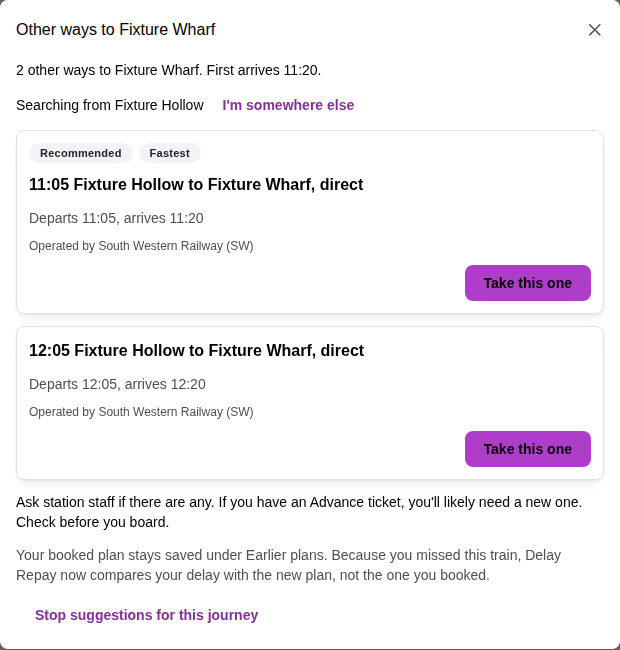 Other ways to Fixture Wharf
2 other ways to Fixture Wharf. First arrives 11:20.
Searching from Fixture Hollow I'm somewhere else
Recommended Fastest
11:05 Fixture Hollow to Fixture Wharf, direct
Departs 11:05, arrives 11:20
Operated by South Western Railway (SW)
Take this one
12:05 Fixture Hollow to Fixture Wharf, direct
Departs 12:05, arrives 12:20
Operated by South Western Railway (SW)
Take this one
Ask station staff if there are any. If you have an Advance ticket, you'll likely need a new one.
Check before you board.
Your booked plan stays saved under Earlier plans. Because you missed this train, Delay
Repay now compares your delay with the new plan, not the one you booked.
Stop suggestions for this journey